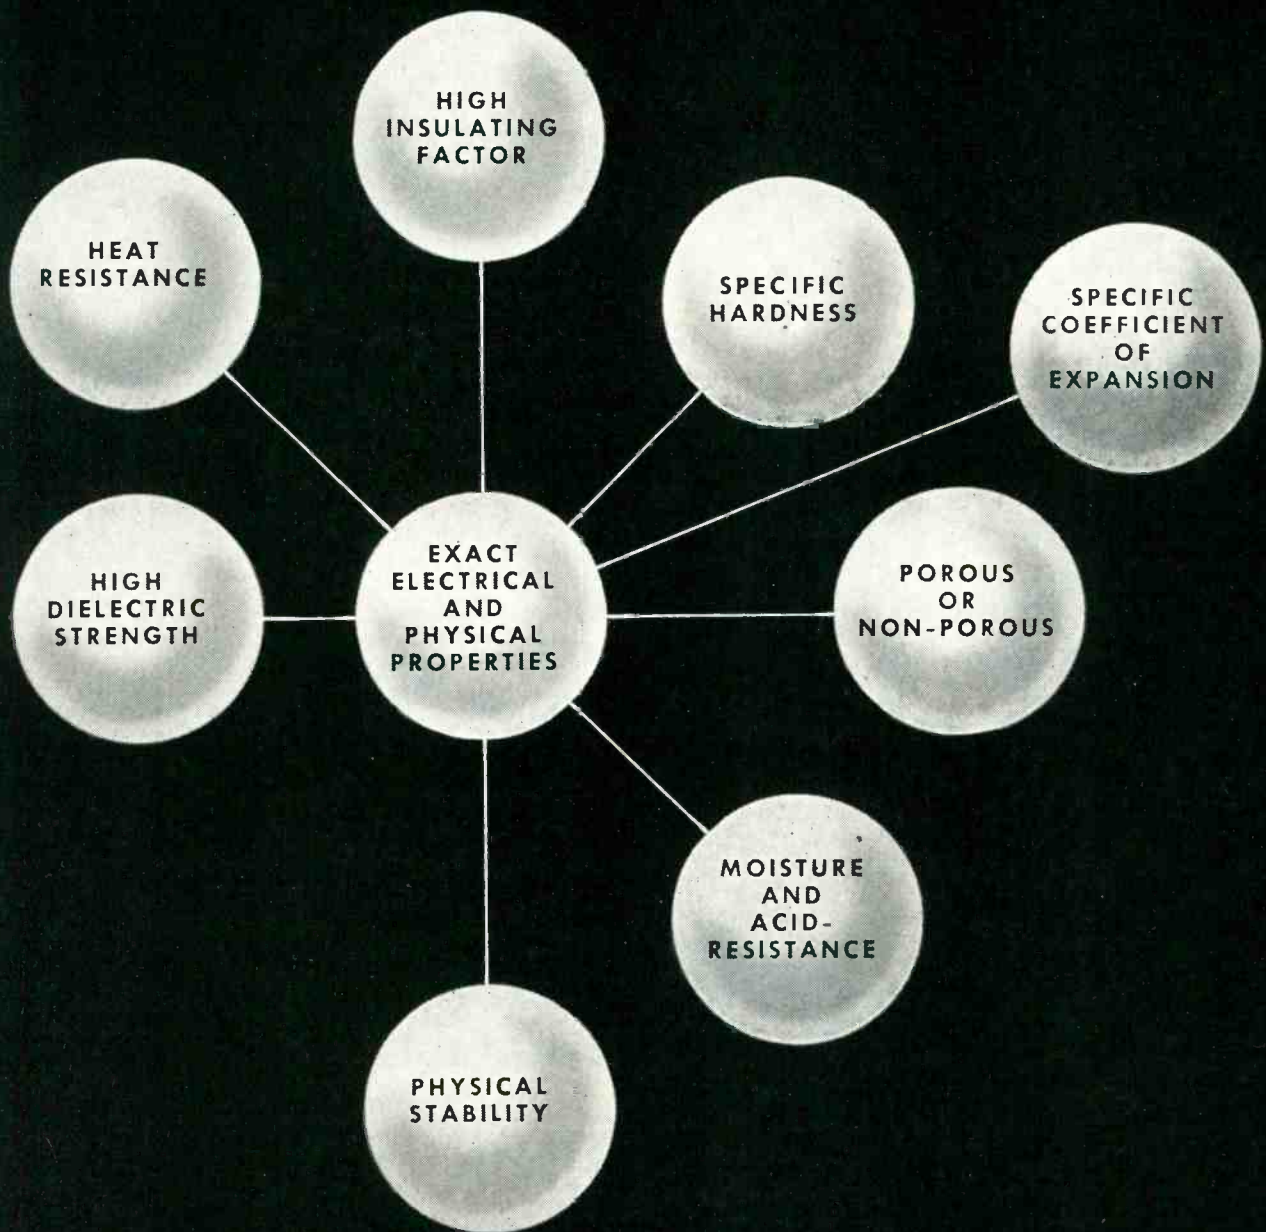 HIGH
INSULATING
FACTOR
HEAT
RESISTANCE
SPECIFIC
HARDNESS
SPECIFIC
COEFFICIENT
OF
EXPANSION
HIGH
DIELECTRIC
STRENGTH
EXACT
ELECTRICAL
AND
PHYSICAL
PROPERTIES
POROUS
OR
NON-POROUS
MOISTURE
AND
ACID-
RESISTANCE
PHYSICAL
STABILITY